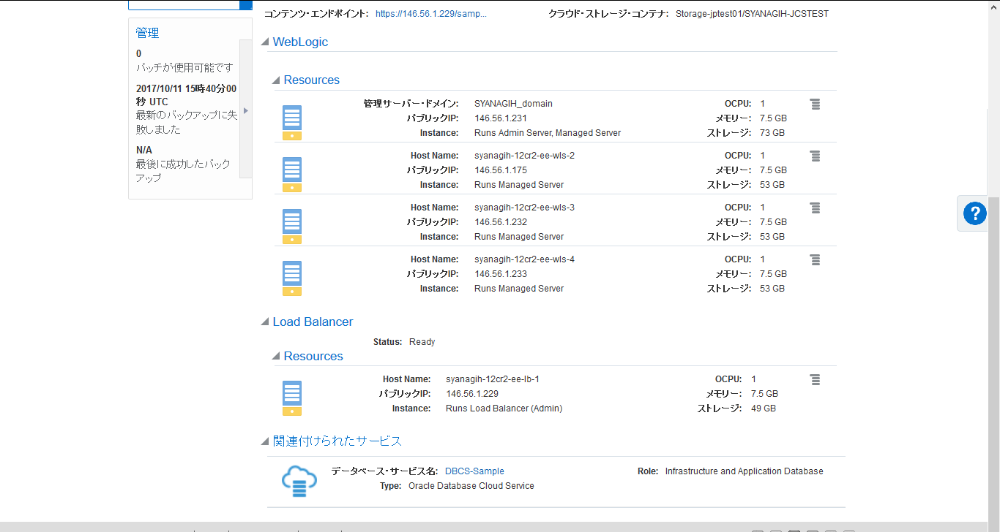 コンテンツ・エンドポイント: https://146.56.1.229/samp... クラウド・ストレージ・コンテナ: Storage-jptest01/SYANAGIH-JCSTEST
管理
0
パッチが使用可能です
2017/10/11 15時40分00
秒 UTC
最新のバックアップに失
敗しました
N/A
最後に成功したバック
アップ
WebLogic
Resources
管理サーバー・ドメイン: SYANAGIH_domain OCPU: 1
パブリックIP: 146.56.1.231 メモリー: 7.5 GB
Instance: Runs Admin Server, Managed Server ストレージ: 73 GB
Host Name: syanagih-12cr2-ee-wls-2 OCPU: 1
パブリックIP: 146.56.1.175 メモリー: 7.5 GB
Instance: Runs Managed Server ストレージ: 53 GB
Host Name: syanagih-12cr2-ee-wls-3 OCPU: 1
パブリックIP: 146.56.1.232 メモリー: 7.5 GB
Instance: Runs Managed Server ストレージ: 53 GB
Host Name: syanagih-12cr2-ee-wls-4 OCPU: 1
パブリックIP: 146.56.1.233 メモリー: 7.5 GB
Instance: Runs Managed Server ストレージ: 53 GB
Load Balancer
Status: Ready
Resources
Host Name: syanagih-12cr2-ee-lb-1 OCPU: 1
パブリックIP: 146.56.1.229 メモリー: 7.5 GB
Instance: Runs Load Balancer (Admin) ストレージ: 49 GB
関連付けられたサービス
データベース・サービス名: DBCS-Sample Role: Infrastructure and Application Database
Type: Oracle Database Cloud Service
?